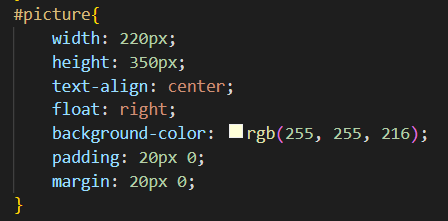 #picture{
width: 220px;
height: 350px;
text-align: center;
float: right;
background-color: rgb(255, 255, 216);
padding: 20px 0;
margin: 20px 0;
}